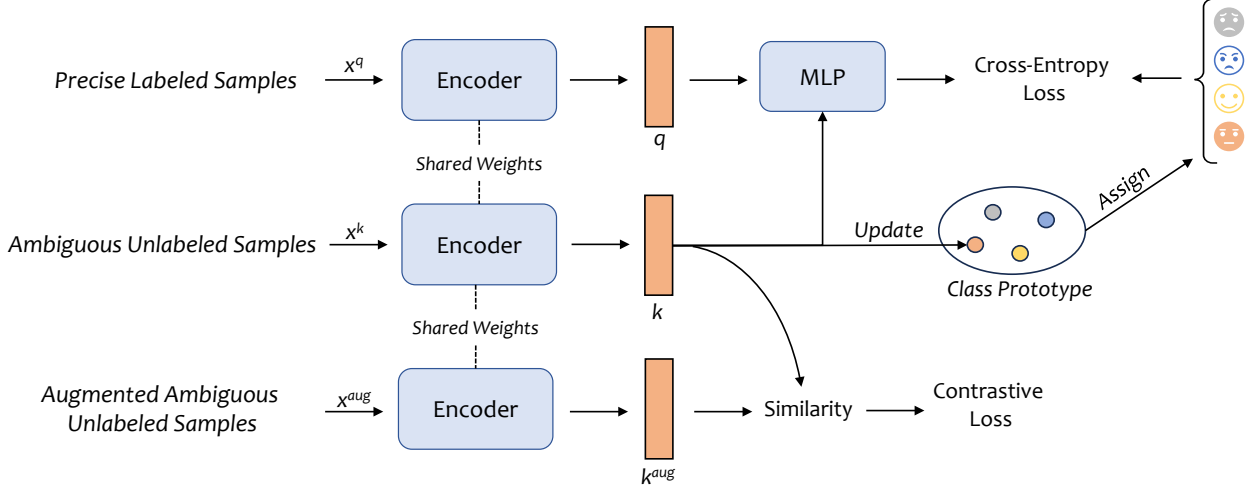 Precise Labeled Samples
x^q
Encoder
q
MLP
Cross-Entropy
Loss
Shared Weights
Assign
Ambiguous Unlabeled Samples
x^k
Encoder
k
Update
Class Prototype
Shared Weights
Augmented Ambiguous
Unlabeled Samples
x^aug
Encoder
k^aug
Similarity
Contrastive
Loss